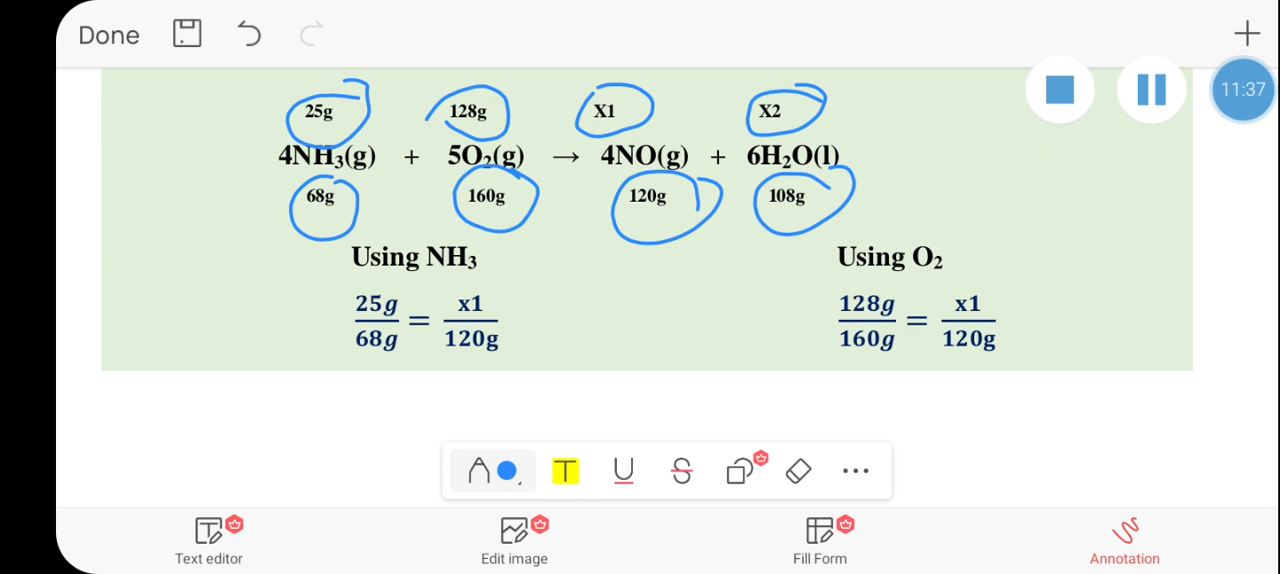 Done
11:37
25g 128g X1 X2
4NH₃(g) + 5O₂(g) → 4NO(g) + 6H₂O(l)
68g 160g 120g 108g
Using NH₃ Using O₂
25g/68g = x1/120g 128g/160g = x1/120g
T U S
Text editor Edit image Fill Form Annotation